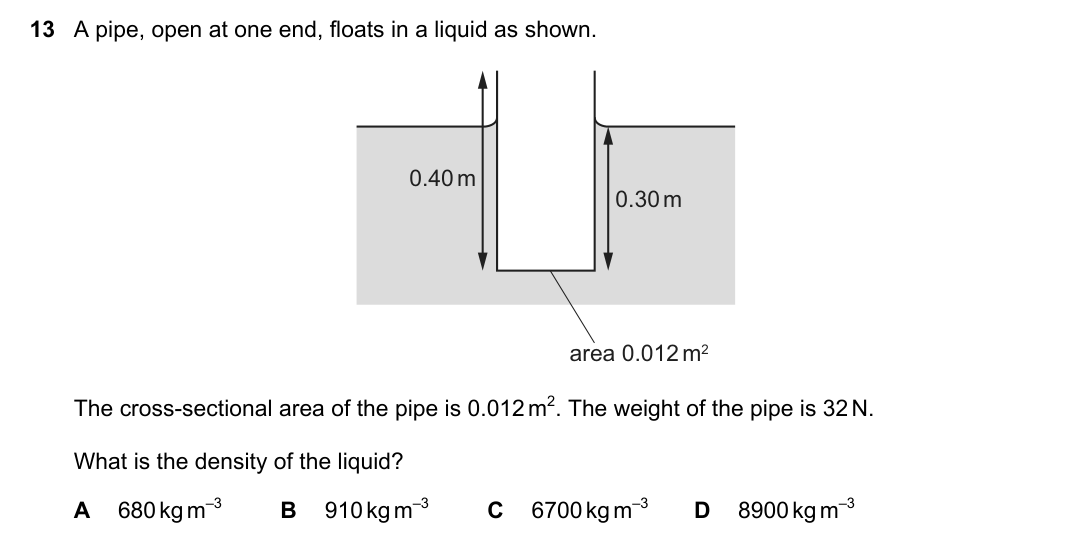 13 A pipe, open at one end, floats in a liquid as shown.
0.40 m
0.30 m
area 0.012 m²
The cross-sectional area of the pipe is 0.012 m². The weight of the pipe is 32 N.
What is the density of the liquid?
A 680 kg m⁻³ B 910 kg m⁻³ C 6700 kg m⁻³ D 8900 kg m⁻³